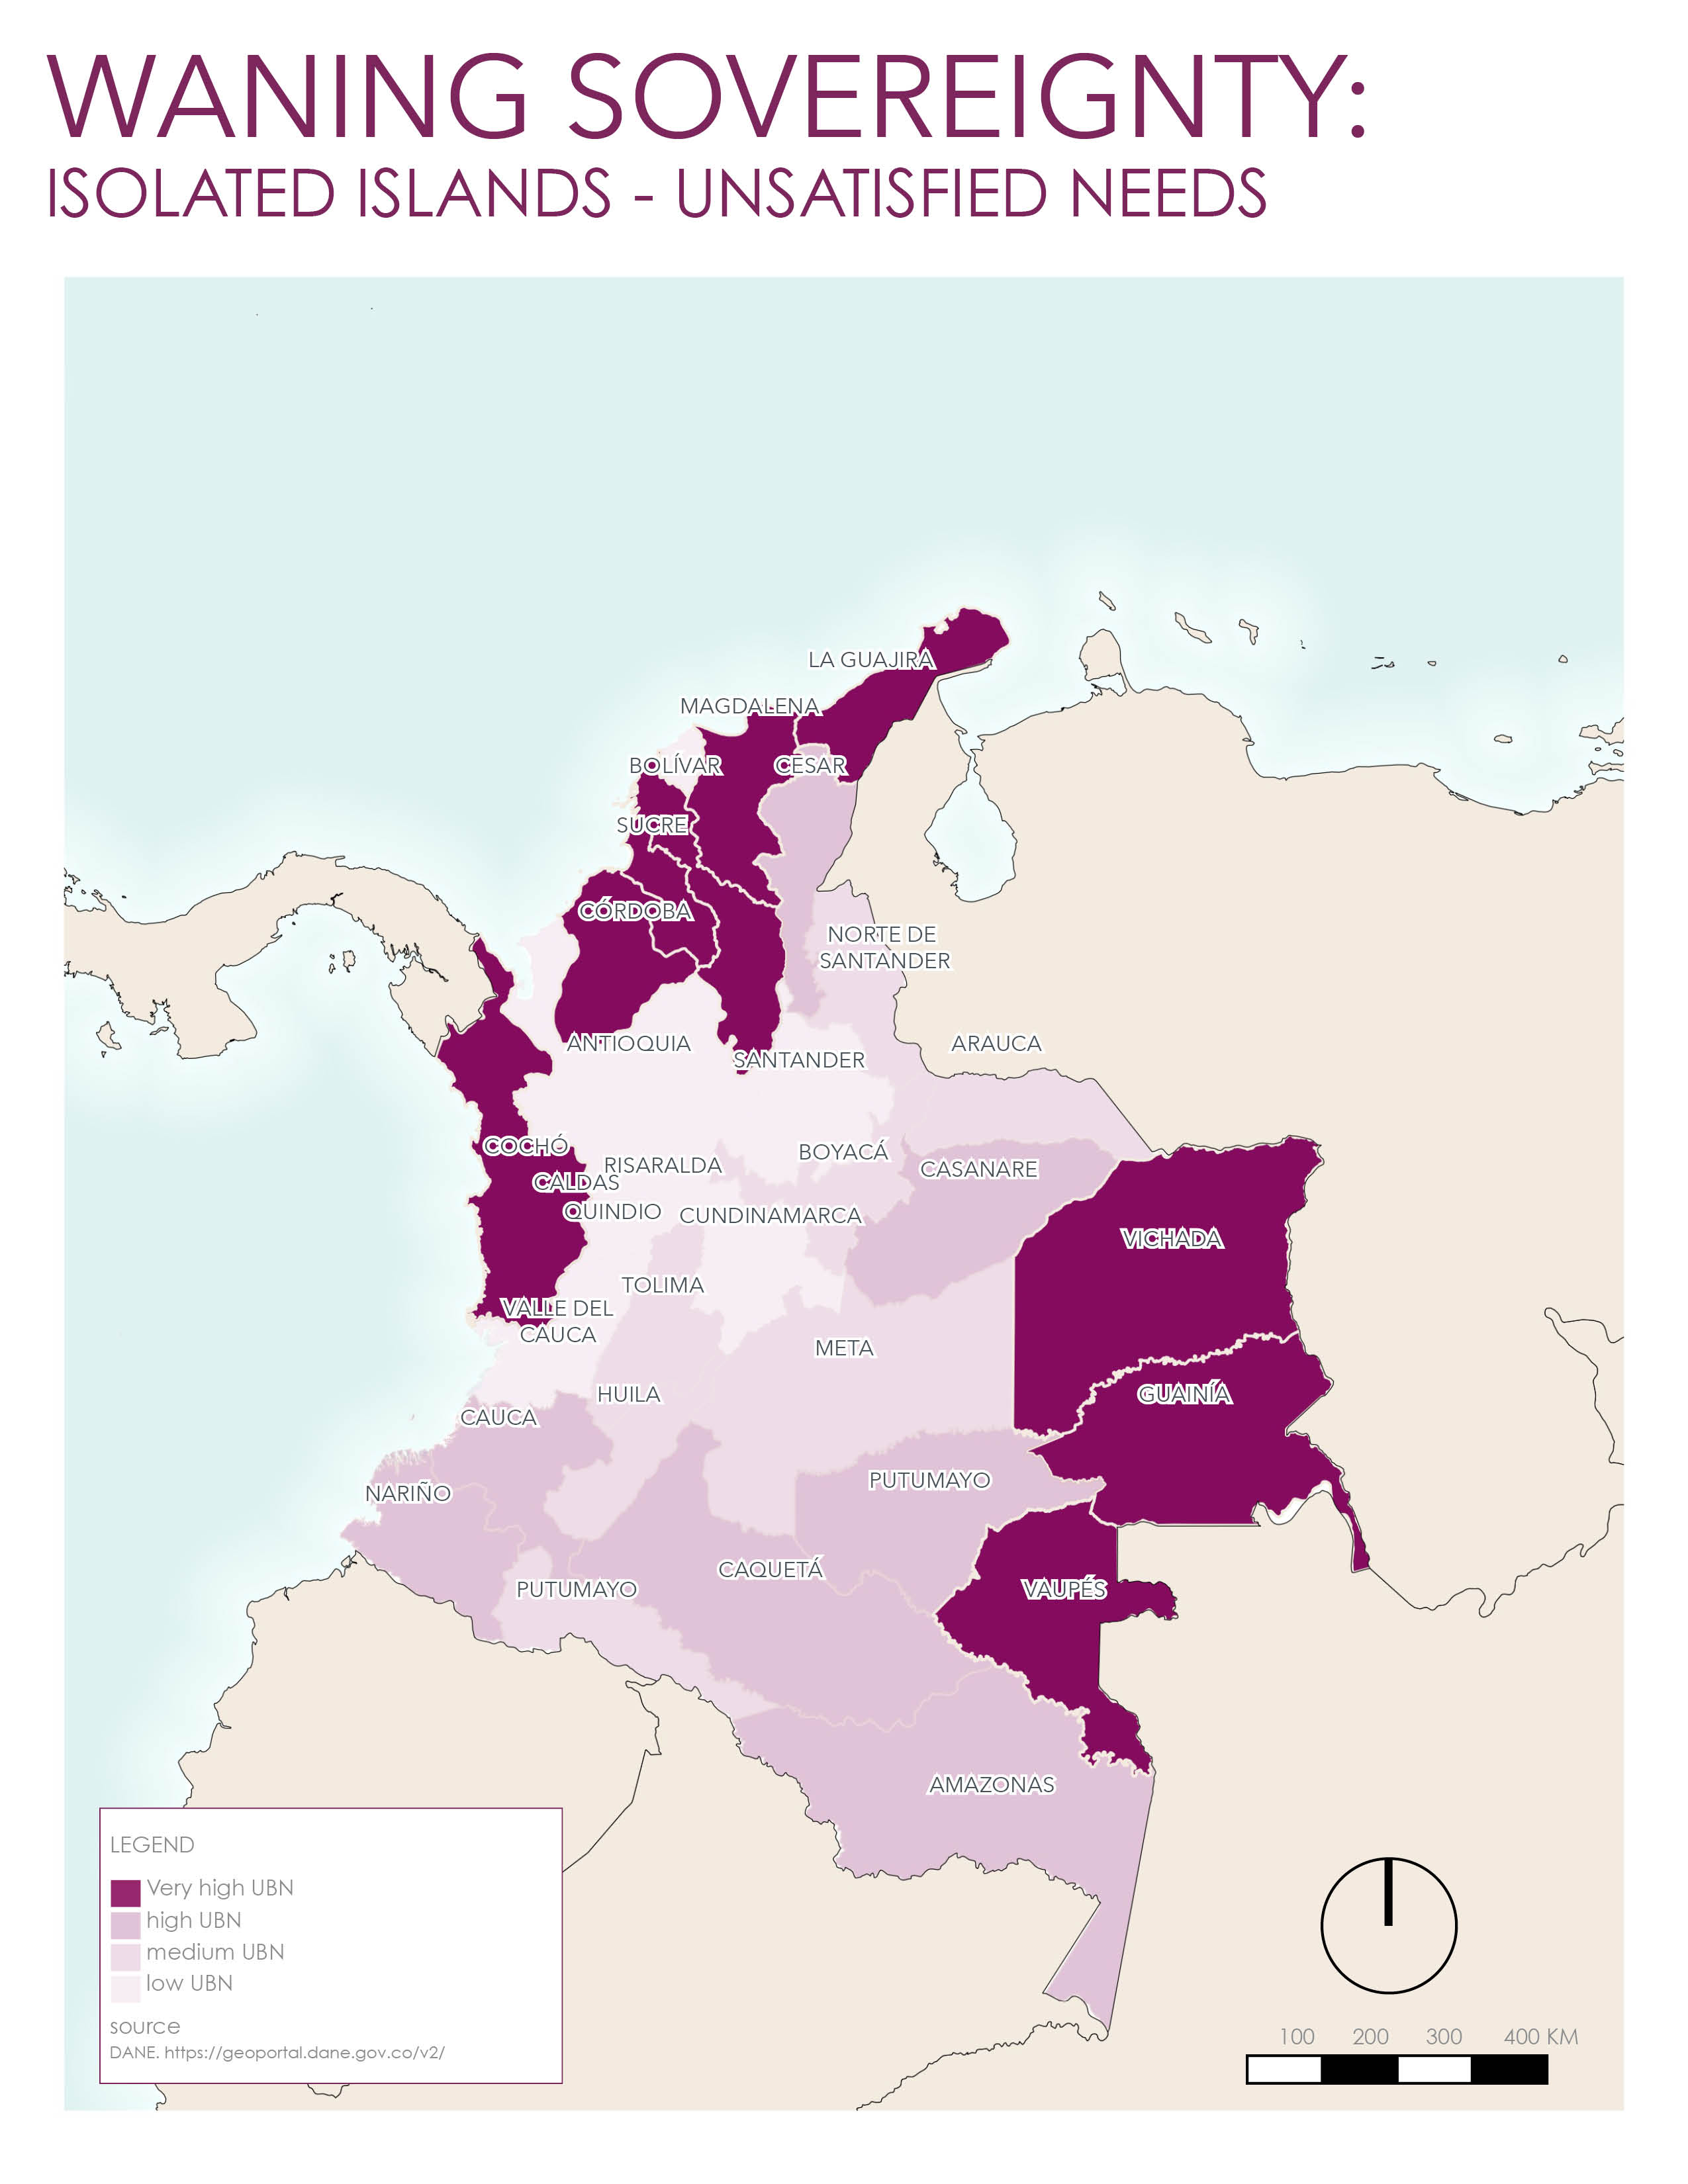 WANING SOVEREIGNTY:
ISOLATED ISLANDS - UNSATISFIED NEEDS
LA GUAJIRA
MAGDALENA
BOLÍVAR
CESAR
SUCRE
CÓRDOBA
NORTE DE
SANTANDER
ANTIOQUIA
SANTANDER
ARAUCA
COCHÓ
RISARALDA
BOYACÁ
CASANARE
CALDAS
QUINDIO
CUNDINAMARCA
VICHADA
TOLIMA
VALLE DEL
CAUCA
META
HUILA
GUAINÍA
CAUCA
NARIÑO
PUTUMAYO
CAQUETÁ
PUTUMAYO
VAUPÉS
AMAZONAS
LEGEND
Very high UBN
high UBN
medium UBN
low UBN
source
DANE. https://geoportal.dane.gov.co/v2/
100 200 300 400 KM